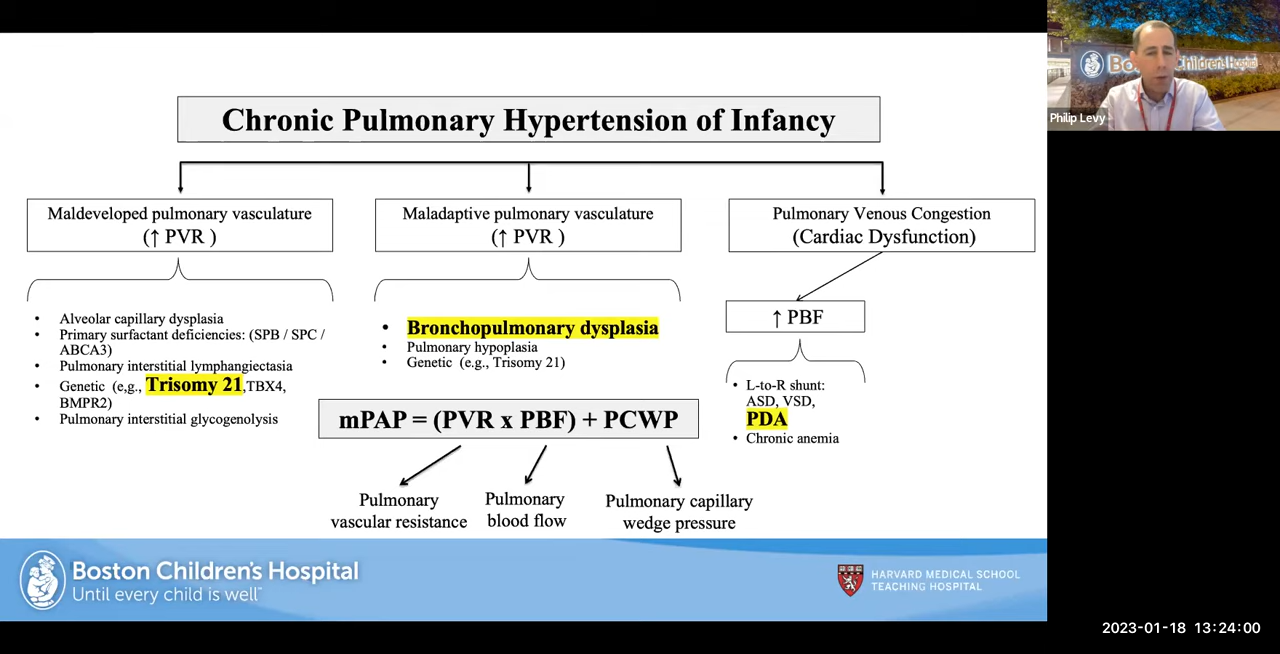 Chronic Pulmonary Hypertension of Infancy
Maldeveloped pulmonary vasculature
(↑ PVR )
Maladaptive pulmonary vasculature
(↑ PVR )
Pulmonary Venous Congestion
(Cardiac Dysfunction)
• Alveolar capillary dysplasia
• Primary surfactant deficiencies: (SPB / SPC /
ABCA3)
• Pulmonary interstitial lymphangiectasia
• Genetic (e,g., Trisomy 21,TBX4,
BMPR2)
• Pulmonary interstitial glycogenolysis
• Bronchopulmonary dysplasia
• Pulmonary hypoplasia
• Genetic (e.g., Trisomy 21)
↑ PBF
• L-to-R shunt:
ASD, VSD,
PDA
• Chronic anemia
mPAP = (PVR x PBF) + PCWP
Pulmonary
vascular resistance
Pulmonary
blood flow
Pulmonary capillary
wedge pressure
Boston Children's Hospital
Until every child is well™
HARVARD MEDICAL SCHOOL
TEACHING HOSPITAL
Philip Levy
2023-01-18 13:24:00